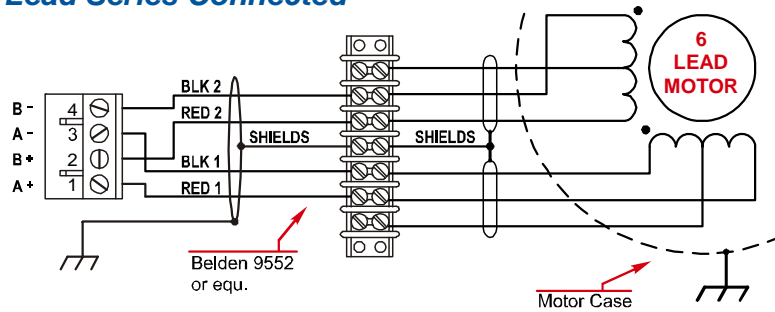 Lead Series Connected
6
LEAD
MOTOR
BLK 2
RED 2
SHIELDS
SHIELDS
BLK 1
RED 1
B -
A -
B +
A +
4
3
2
1
Belden 9552
or equ.
Motor Case